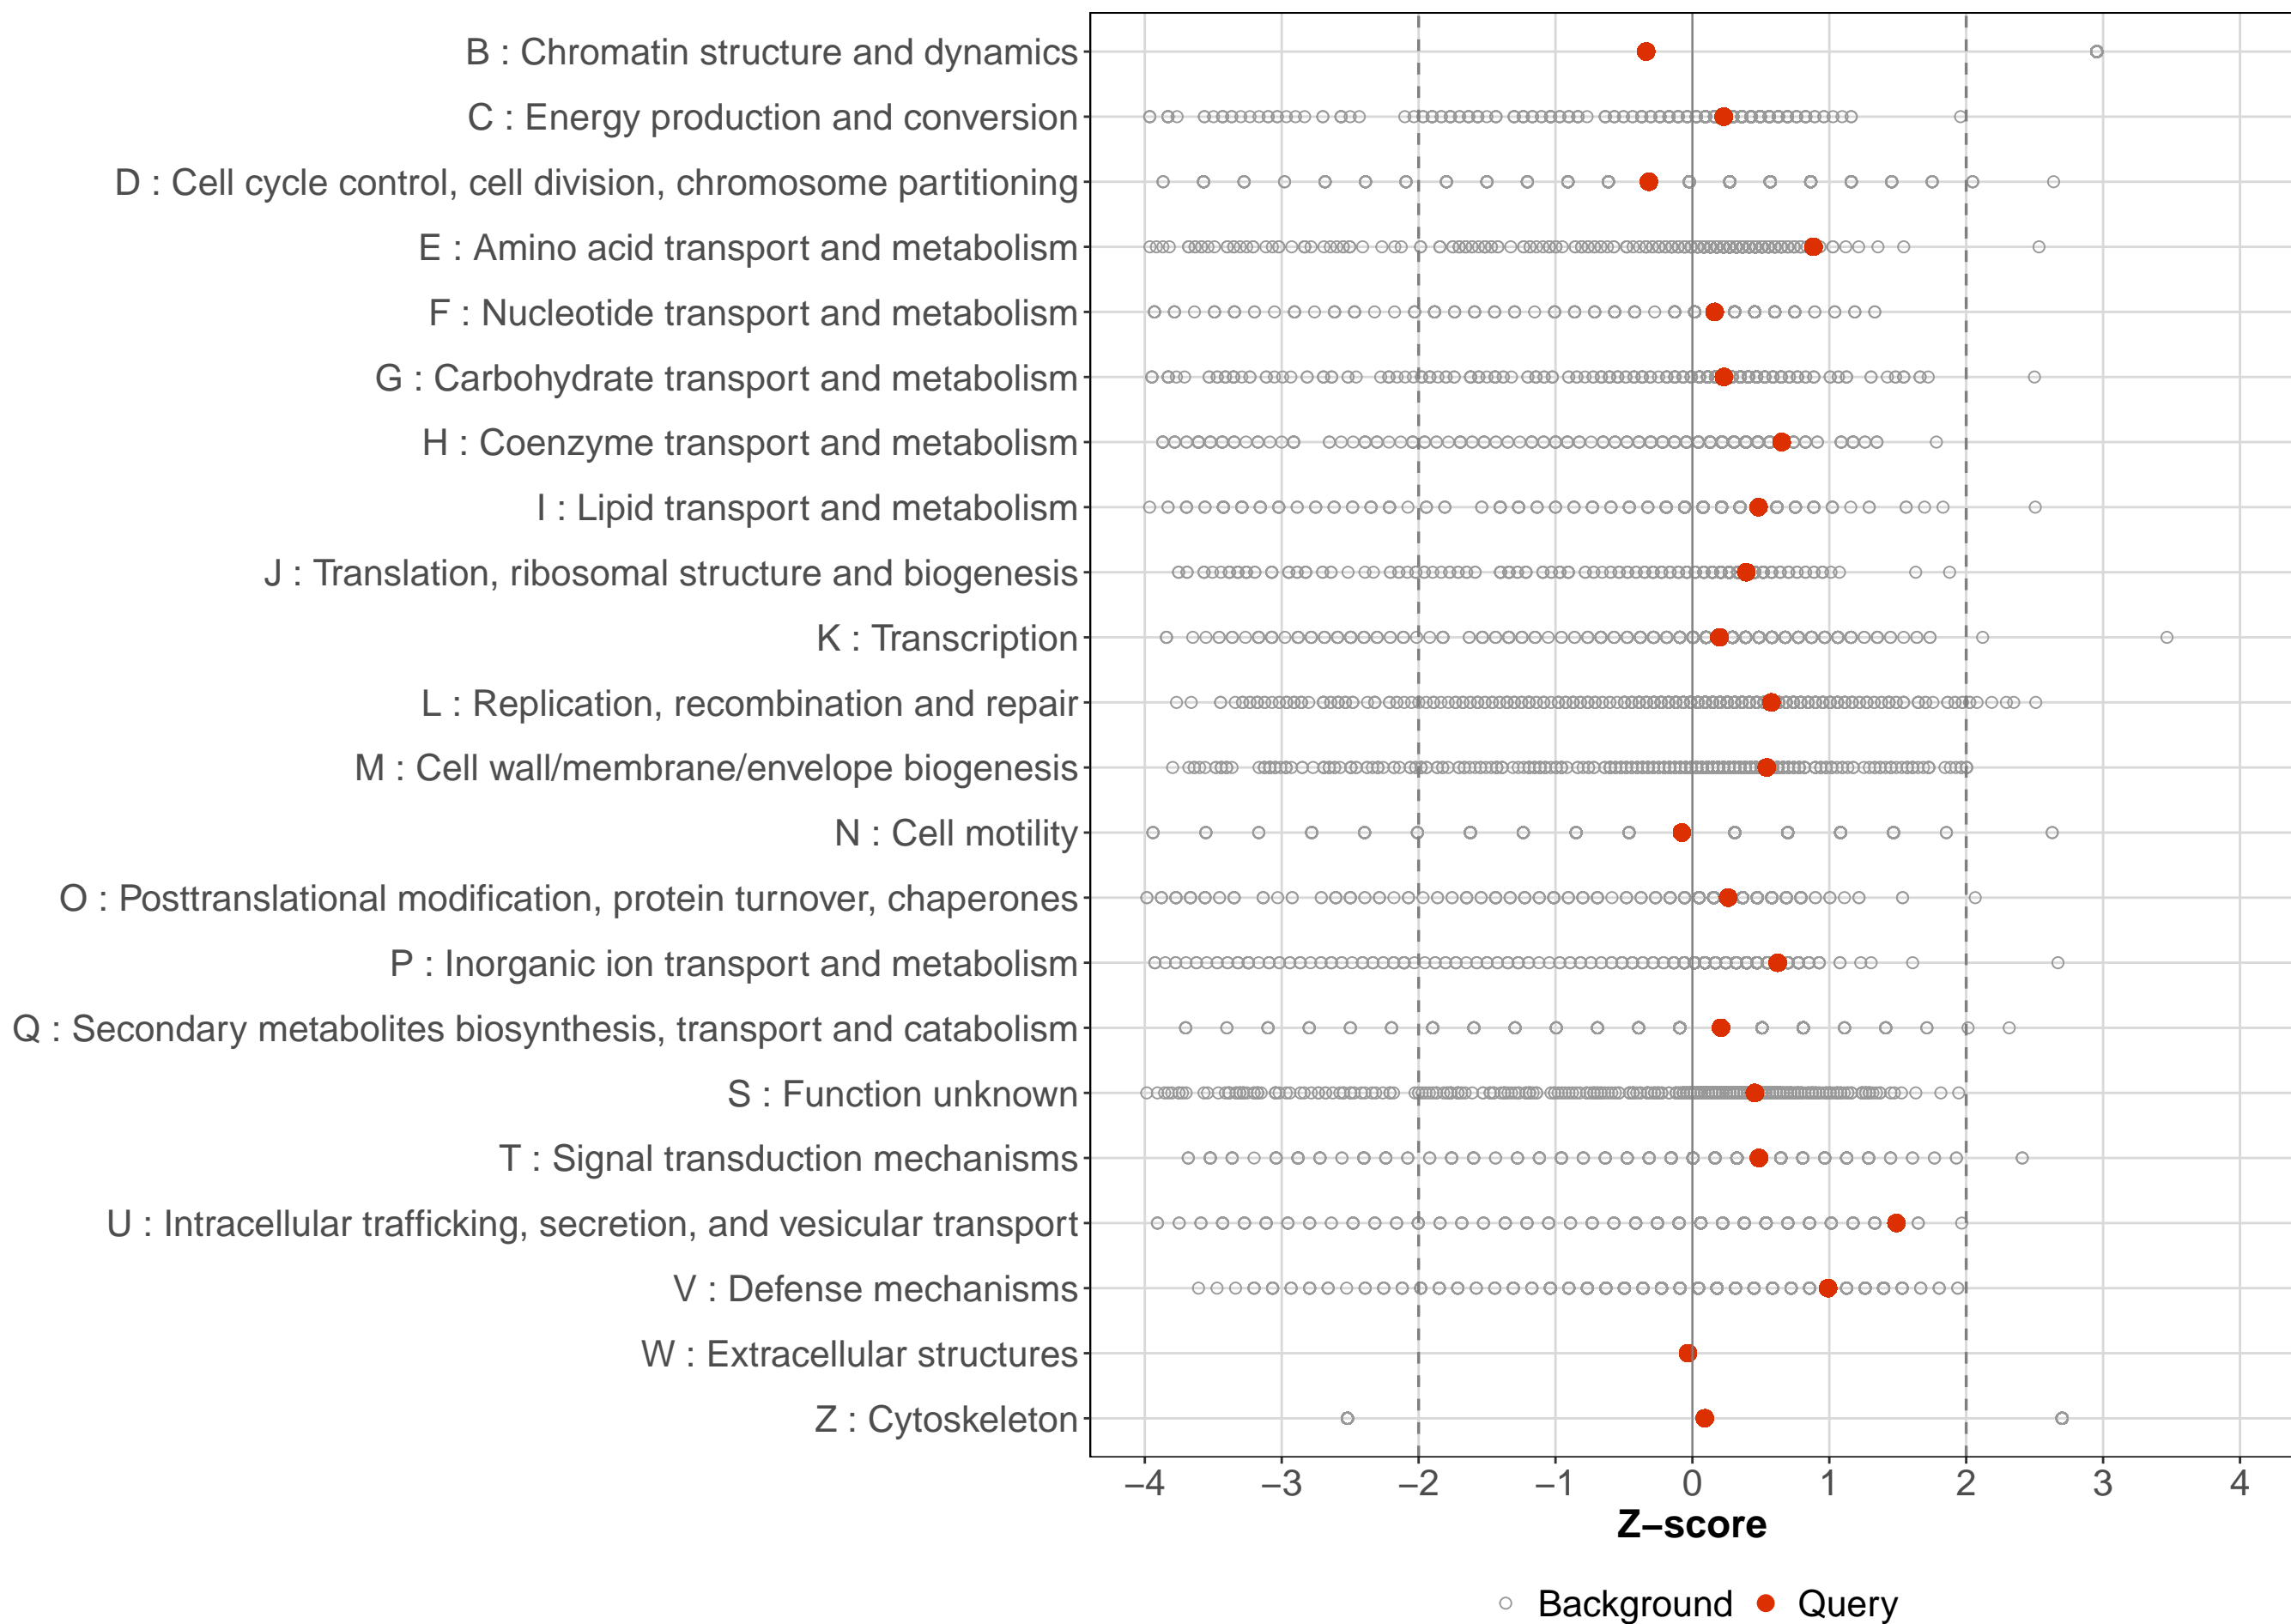 B : Chromatin structure and dynamics
C : Energy production and conversion
D : Cell cycle control, cell division, chromosome partitioning
E : Amino acid transport and metabolism
F : Nucleotide transport and metabolism
G : Carbohydrate transport and metabolism
H : Coenzyme transport and metabolism
I : Lipid transport and metabolism
J : Translation, ribosomal structure and biogenesis
K : Transcription
L : Replication, recombination and repair
M : Cell wall/membrane/envelope biogenesis
N : Cell motility
O : Posttranslational modification, protein turnover, chaperones
P : Inorganic ion transport and metabolism
Q : Secondary metabolites biosynthesis, transport and catabolism
S : Function unknown
T : Signal transduction mechanisms
U : Intracellular trafficking, secretion, and vesicular transport
V : Defense mechanisms
W : Extracellular structures
Z : Cytoskeleton
−4 −3 −2 −1 0 1 2 3 4
Z−score
Background Query